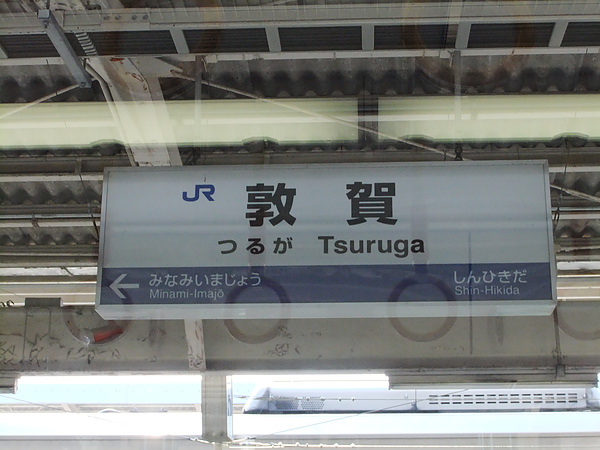 JR 敦賀
つるが Tsuruga
← みなみいまじょう しんひきだ
Minami-Imajō Shin-Hikida